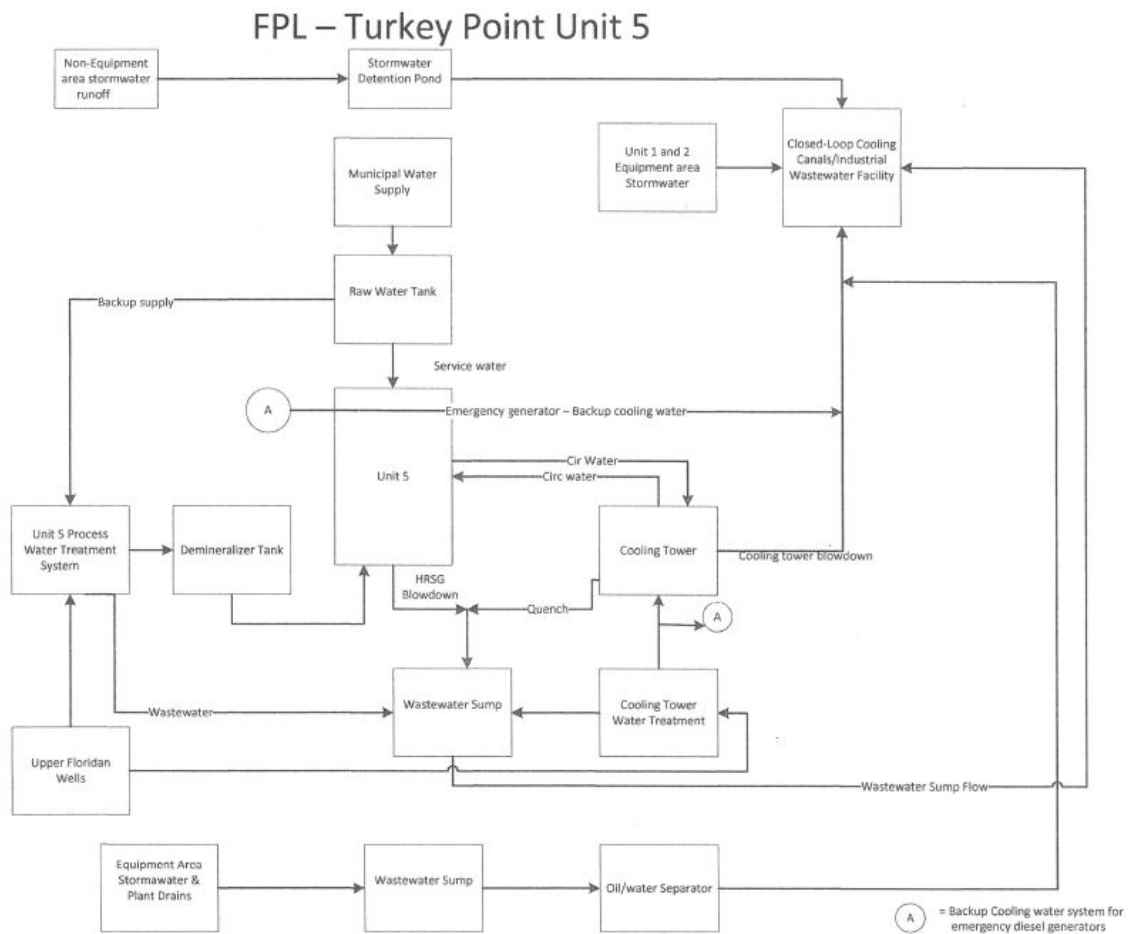 FPL – Turkey Point Unit 5
Non-Equipment
area stormwater
runoff
Stormwater
Detention Pond
Unit 1 and 2
Equipment area
Stormwater
Closed-Loop Cooling
Canals/Industrial
Wastewater Facility
Municipal Water
Supply
Raw Water Tank
Backup supply
Service water
A
Emergency generator – Backup cooling water
Unit 5
Cir Water
Circ water
Unit 5 Process
Water Treatment
System
Demineralizer Tank
Cooling Tower
Cooling tower blowdown
HRSG
Blowdown
Quench
A
Wastewater
Wastewater Sump
Cooling Tower
Water Treatment
Upper Floridan
Wells
Wastewater Sump Flow
Equipment Area
Stormawater &
Plant Drains
Wastewater Sump
Oil/water Separator
A
= Backup Cooling water system for
emergency diesel generators